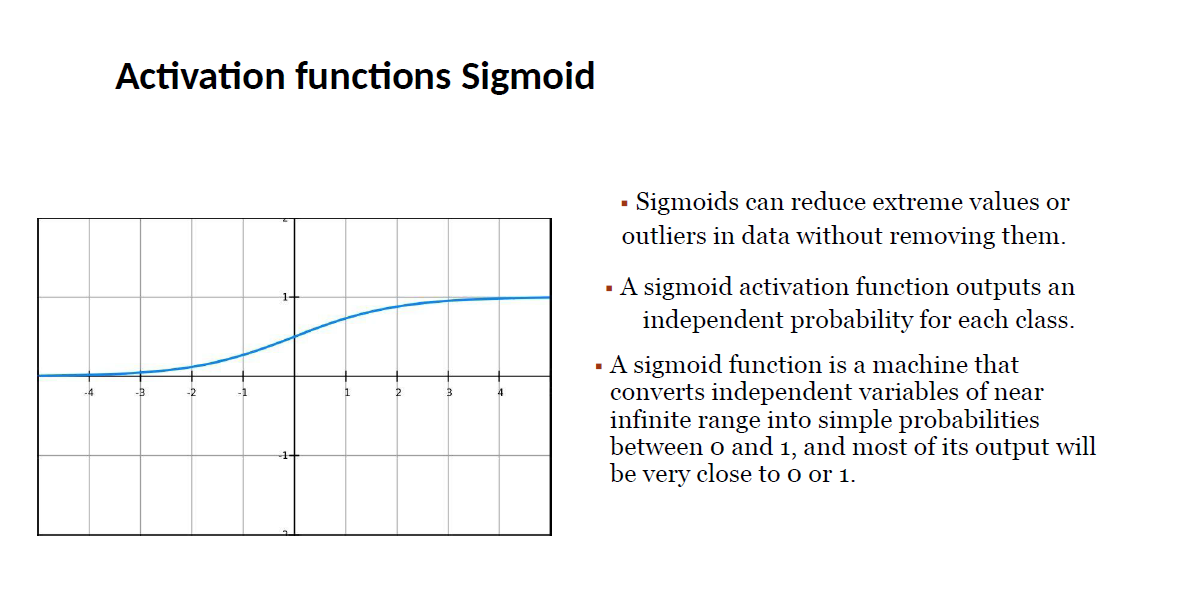 Activation functions Sigmoid
▪ Sigmoids can reduce extreme values or
outliers in data without removing them.
▪ A sigmoid activation function outputs an
independent probability for each class.
▪ A sigmoid function is a machine that
converts independent variables of near
infinite range into simple probabilities
between 0 and 1, and most of its output will
be very close to 0 or 1.
1
-4 -3 -2 -1 1 2 3 4
-1